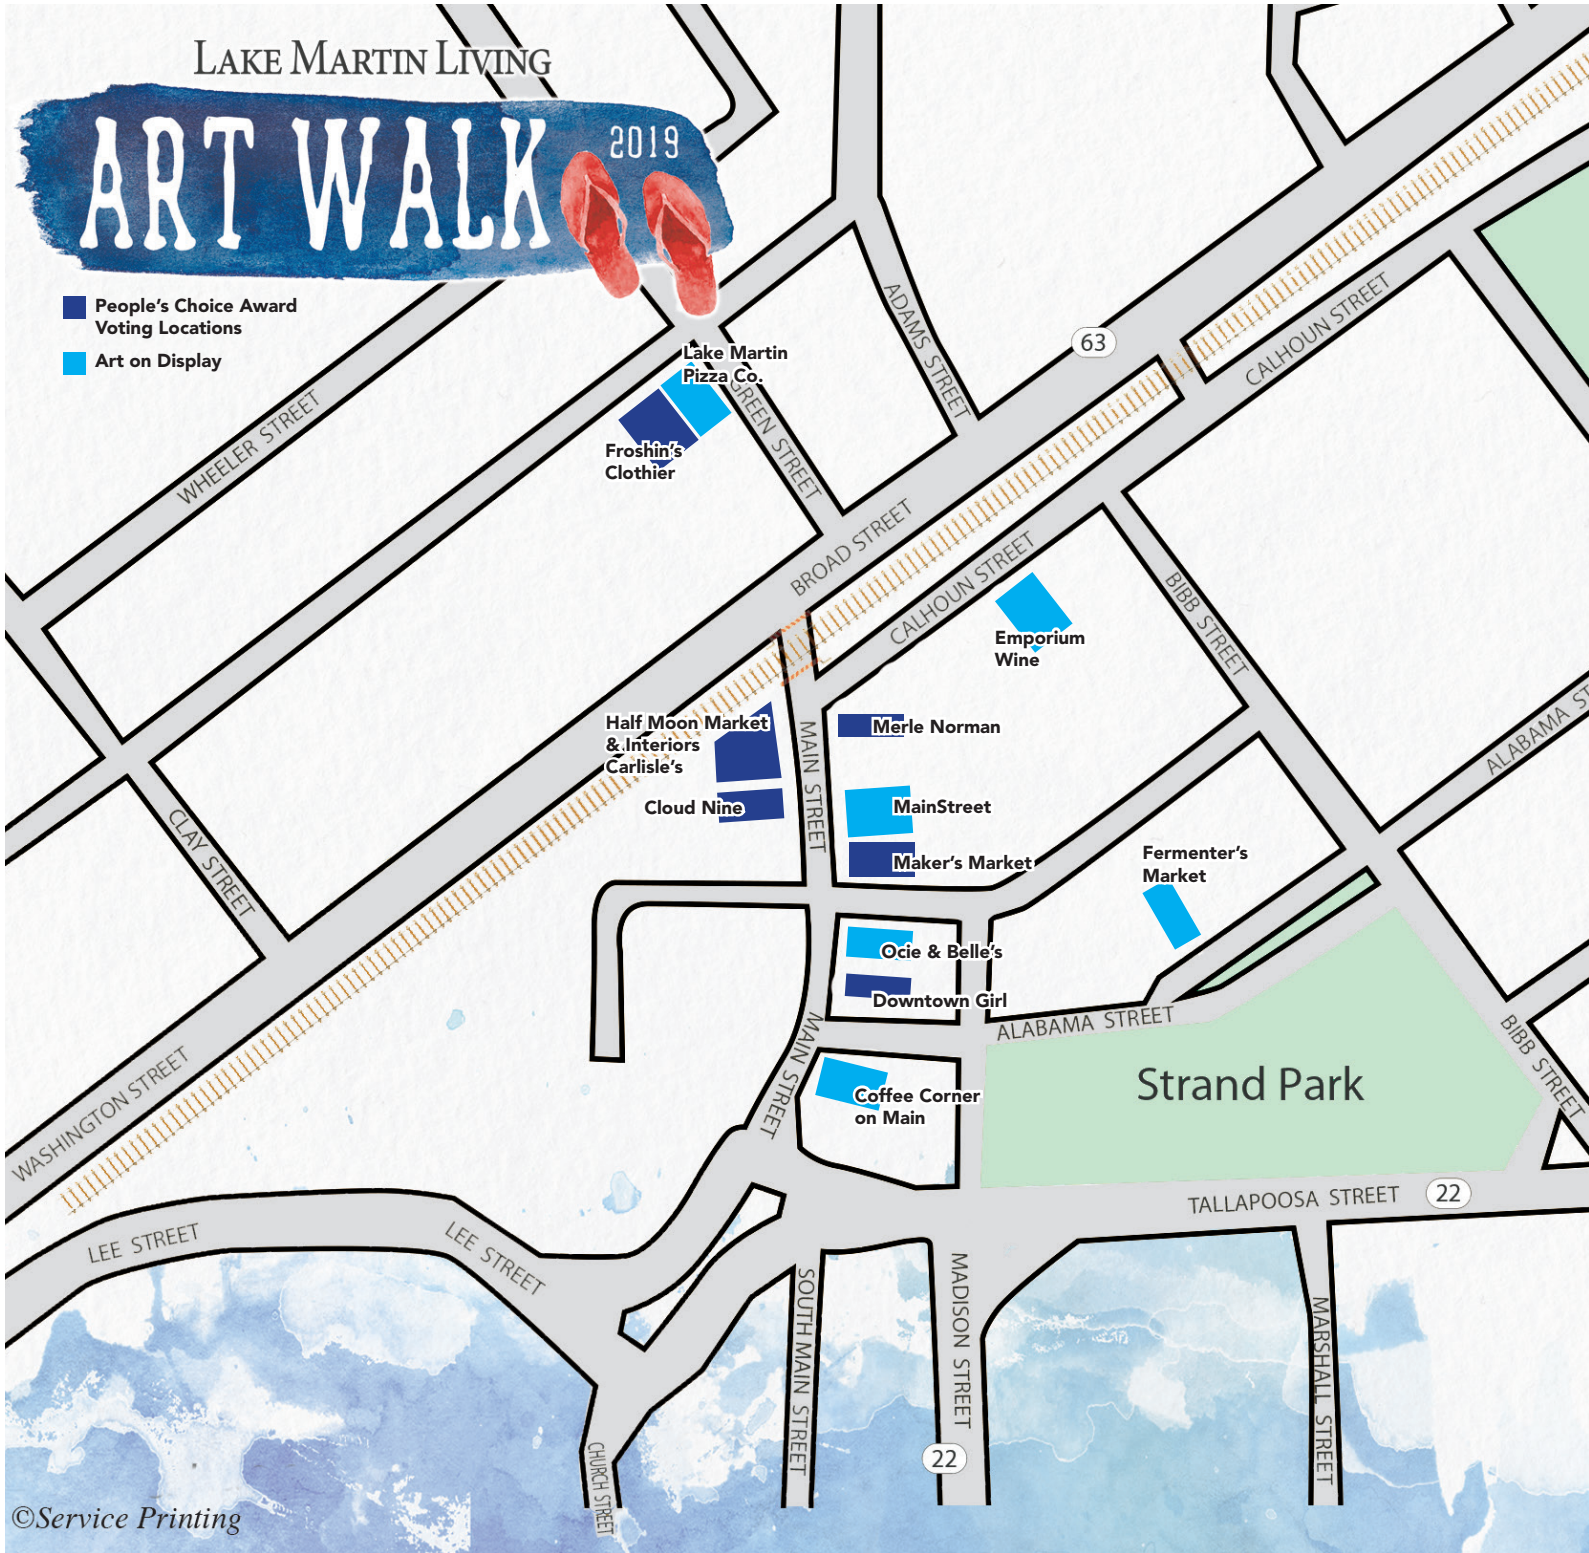 LAKE MARTIN LIVING
ART WALK
2019
People's Choice Award
Voting Locations
Art on Display
WHEELER STREET
ADAMS STREET
63
CALHOUN STREET
Lake Martin
Pizza Co.
GREEN STREET
Froshin's
Clothier
BROAD STREET
CALHOUN STREET
BIBB STREET
Emporium
Wine
ALABAMA ST
Half Moon Market
& Interiors
Carlisle's
MAIN STREET
Merle Norman
Cloud Nine
MainStreet
Maker's Market
CLAY STREET
Fermenter's
Market
Ocie & Belle's
Downtown Girl
ALABAMA STREET
MAIN STREET
BIBB STREET
WASHINGTON STREET
Coffee Corner
on Main
Strand Park
TALLAPOOSA STREET
22
LEE STREET
LEE STREET
SOUTH MAIN STREET
MADISON STREET
MARSHALL STREET
22
CHURCH STREET
©Service Printing